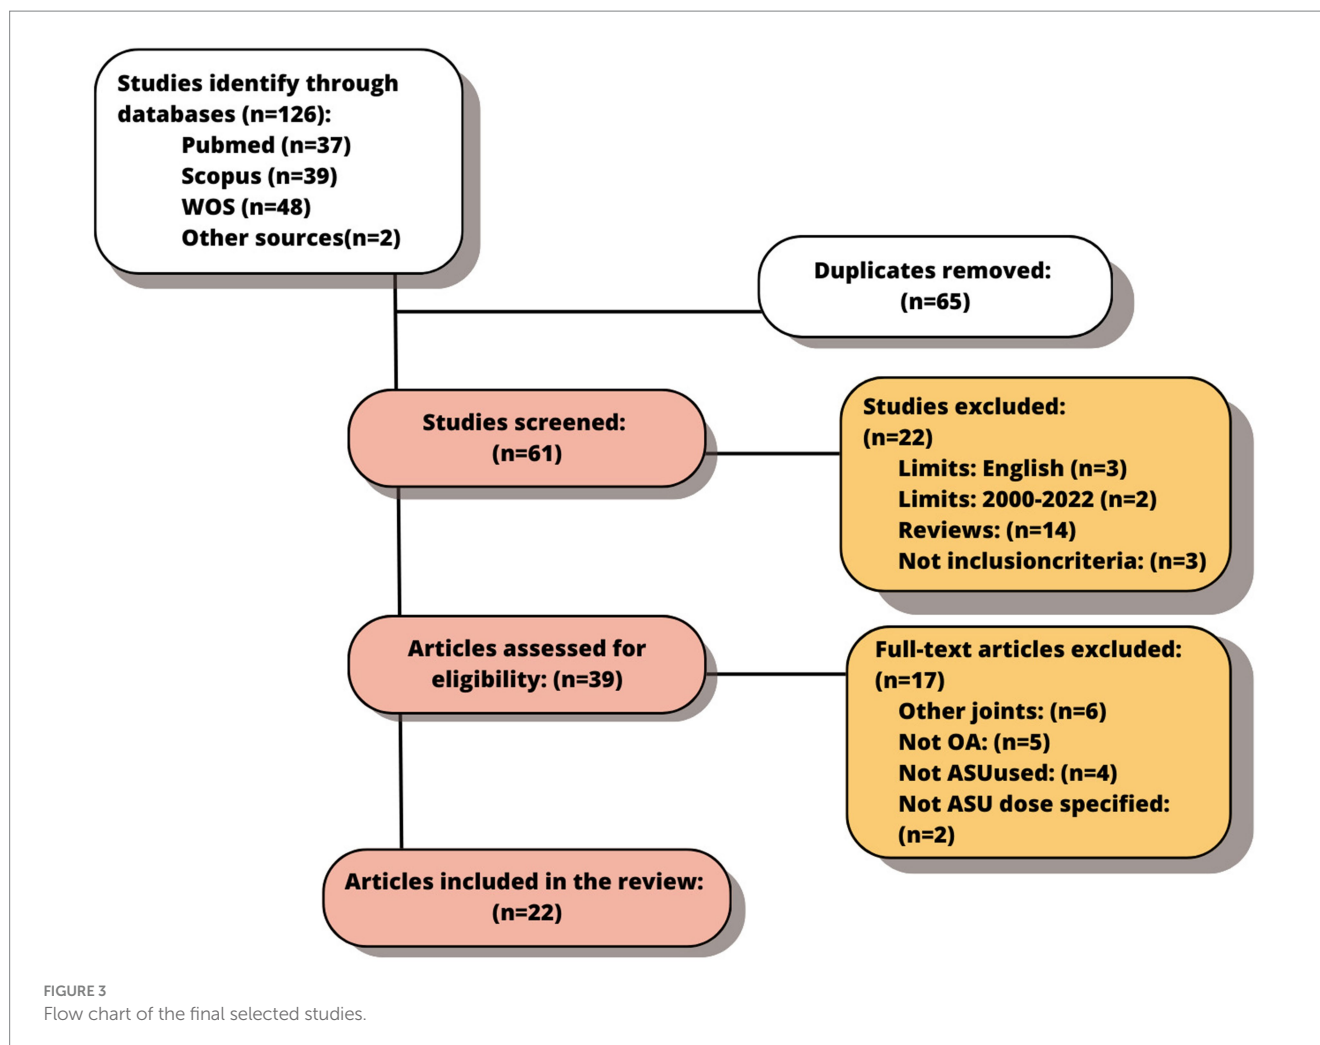 Studies identify through
databases (n=126):
Pubmed (n=37)
Scopus (n=39)
WOS (n=48)
Other sources(n=2)
Duplicates removed:
(n=65)
Studies screened:
(n=61)
Studies excluded:
(n=22)
Limits: English (n=3)
Limits: 2000-2022 (n=2)
Reviews: (n=14)
Not inclusioncriteria: (n=3)
Articles assessed for
eligibility: (n=39)
Full-text articles excluded:
(n=17)
Other joints: (n=6)
Not OA: (n=5)
Not ASUused: (n=4)
Not ASU dose specified:
(n=2)
Articles included in the review:
(n=22)
FIGURE 3
Flow chart of the final selected studies.